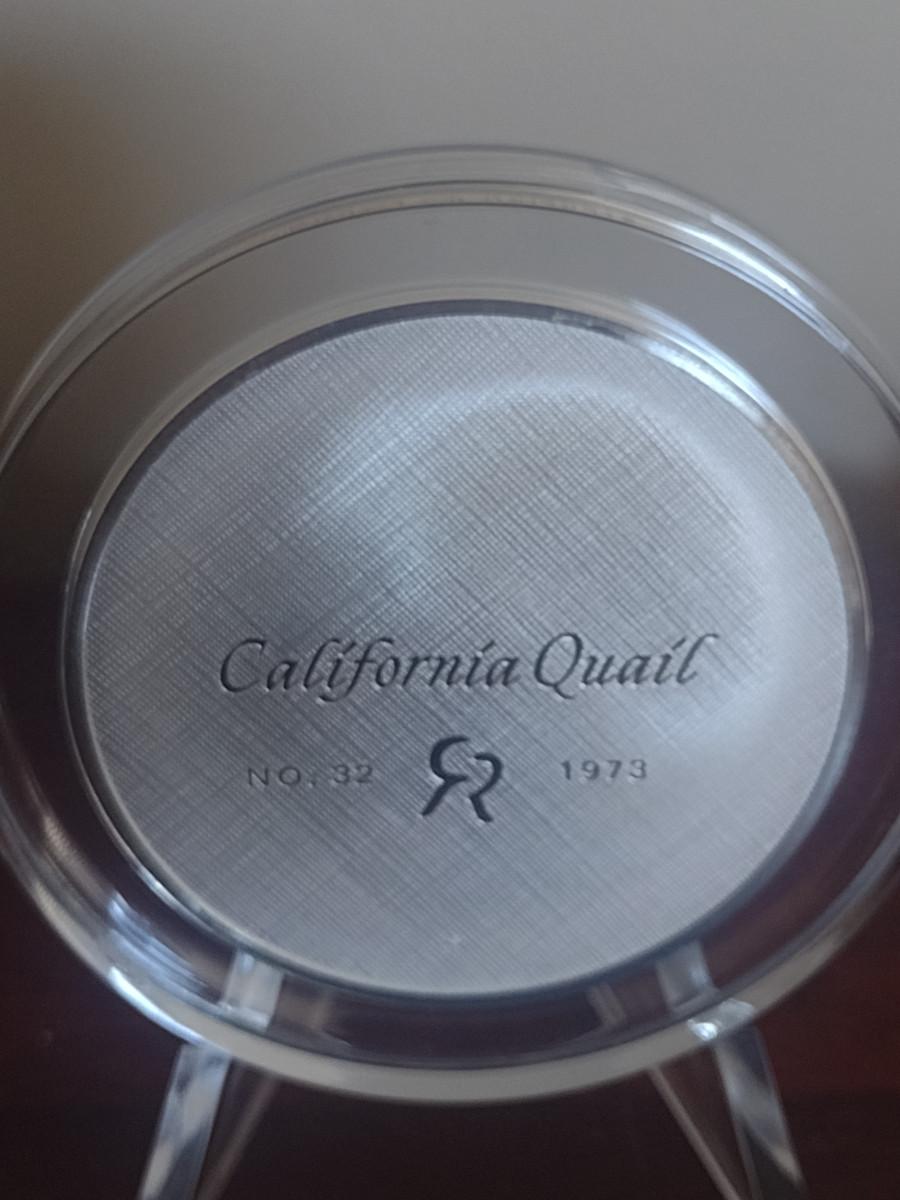 California Quail
NO. 32 RR 1973